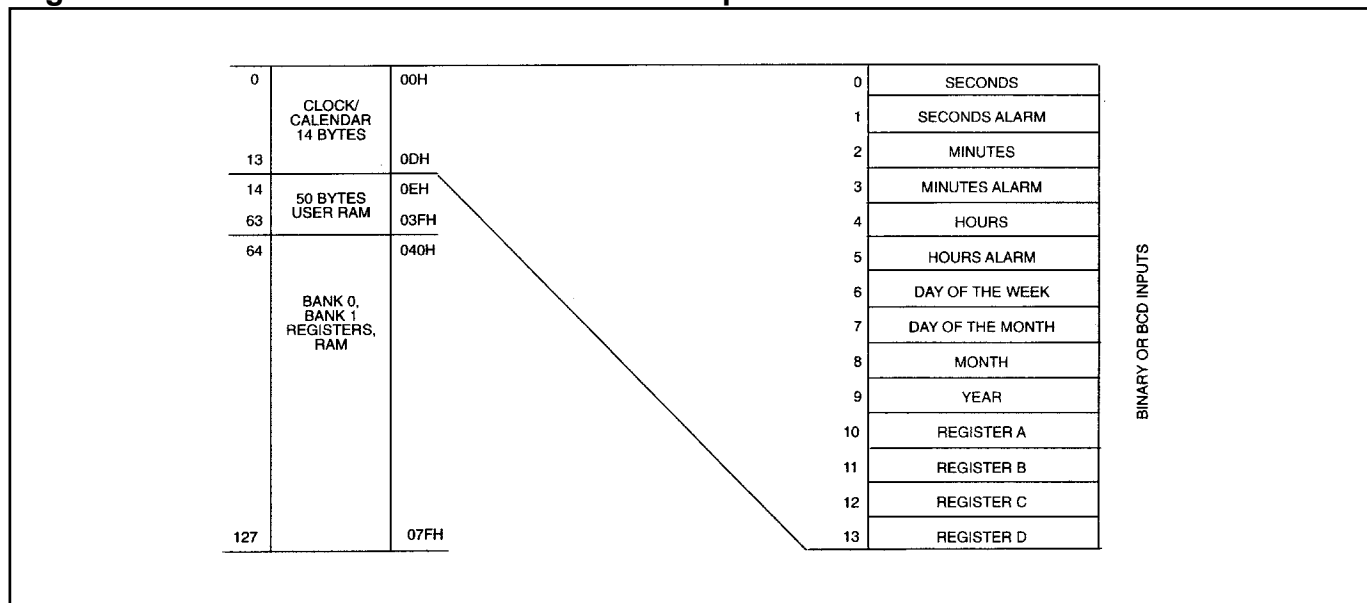 0 00H
CLOCK/
CALENDAR
14 BYTES
13 0DH
14 0EH
50 BYTES
USER RAM
63 03FH
64 040H
BANK 0,
BANK 1
REGISTERS,
RAM
127 07FH
0 SECONDS
1 SECONDS ALARM
2 MINUTES
3 MINUTES ALARM
4 HOURS
5 HOURS ALARM
6 DAY OF THE WEEK
7 DAY OF THE MONTH
8 MONTH
9 YEAR
10 REGISTER A
11 REGISTER B
12 REGISTER C
13 REGISTER D
BINARY OR BCD INPUTS